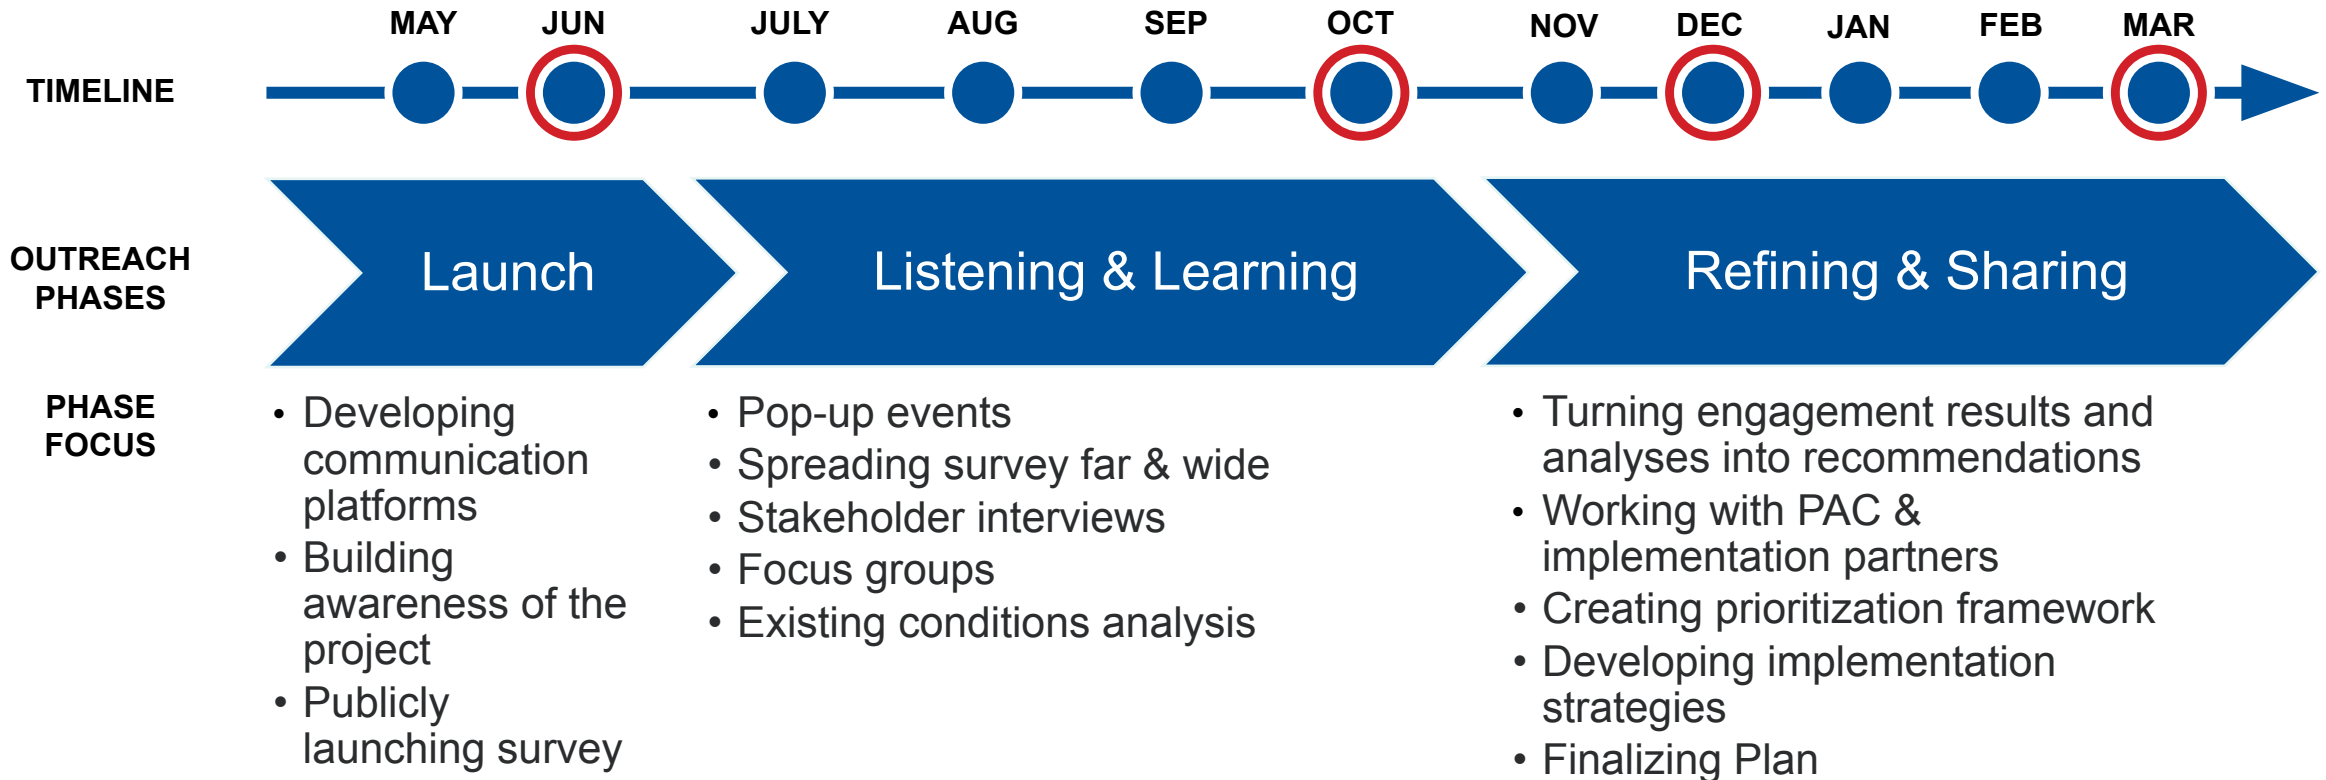 MAY JUN JULY AUG SEP OCT NOV DEC JAN FEB MAR
TIMELINE
OUTREACH
PHASES
Launch
Listening & Learning
Refining & Sharing
PHASE
FOCUS
• Developing
communication
platforms
• Building
awareness of the
project
• Publicly
launching survey
• Pop-up events
• Spreading survey far & wide
• Stakeholder interviews
• Focus groups
• Existing conditions analysis
• Turning engagement results and
analyses into recommendations
• Working with PAC &
implementation partners
• Creating prioritization framework
• Developing implementation
strategies
• Finalizing Plan